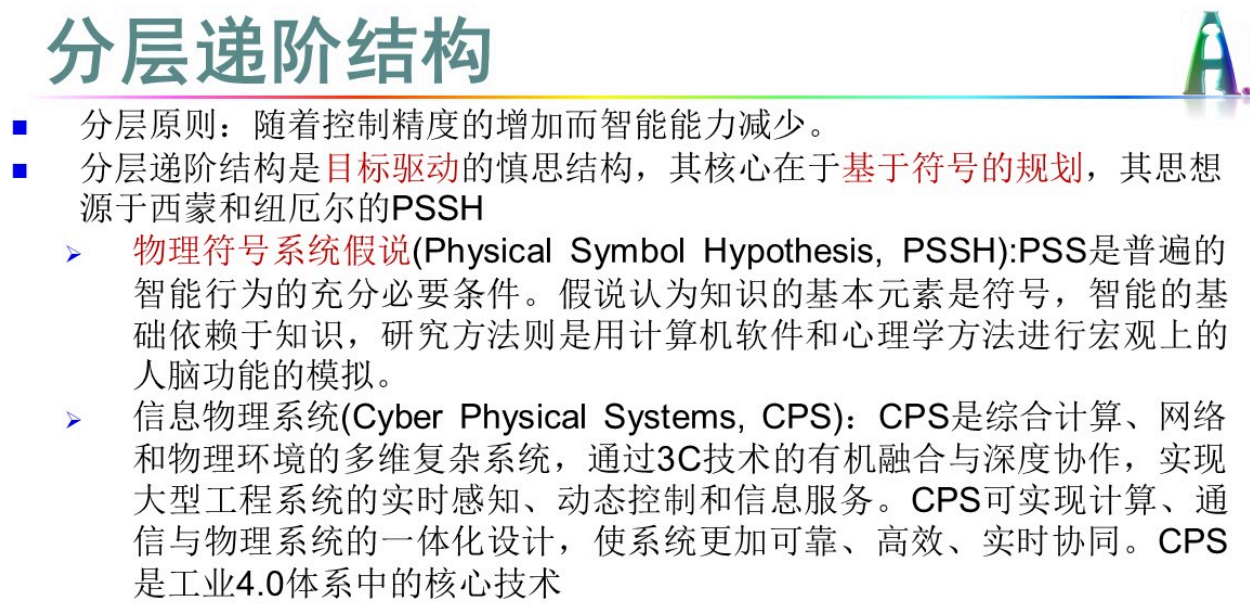 分层递阶结构
分层原则：随着控制精度的增加而智能能力减少。
分层递阶结构是目标驱动的慎思结构，其核心在于基于符号的规划，其思想
源于西蒙和纽厄尔的PSSH
物理符号系统假说(Physical Symbol Hypothesis, PSSH):PSS是普遍的
智能行为的充分必要条件。假说认为知识的基本元素是符号，智能的基
础依赖于知识，研究方法则是用计算机软件和心理学方法进行宏观上的
人脑功能的模拟。
信息物理系统(Cyber Physical Systems, CPS)：CPS是综合计算、网络
和物理环境的多维复杂系统，通过3C技术的有机融合与深度协作，实现
大型工程系统的实时感知、动态控制和信息服务。CPS可实现计算、通
信与物理系统的一体化设计，使系统更加可靠、高效、实时协同。CPS
是工业4.0体系中的核心技术